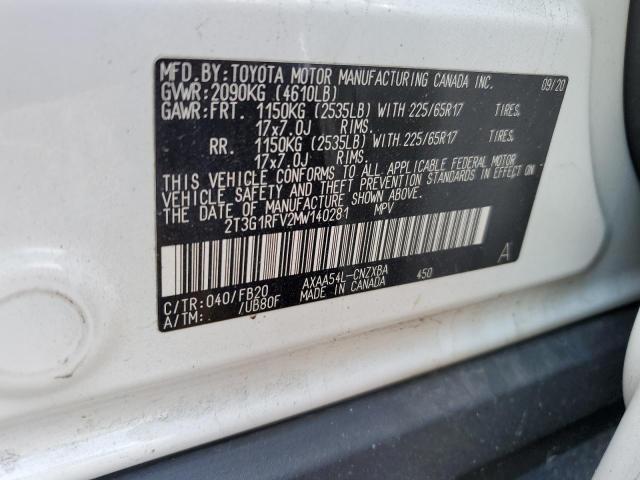 MFD.BY:TOYOTA MOTOR MANUFACTURING CANADA INC. 09/20
GVWR:2090KG (4610LB)
GAWR:FRT. 1150KG (2535LB) WITH 225/65R17 TIRES.
17x7.0J RIMS.
RR. 1150KG (2535LB) WITH 225/65R17 TIRES.
17x7.0J RIMS.
THIS VEHICLE CONFORMS TO ALL APPLICABLE FEDERAL MOTOR
VEHICLE SAFETY AND THEFT PREVENTION STANDARDS IN EFFECT ON
THE DATE OF MANUFACTURE SHOWN ABOVE.
2T3G1RFV2MW140281 MPV
A
C/TR:040/FB20 AXAA54L-CNZXBA 450
A/TM: /UB80F MADE IN CANADA